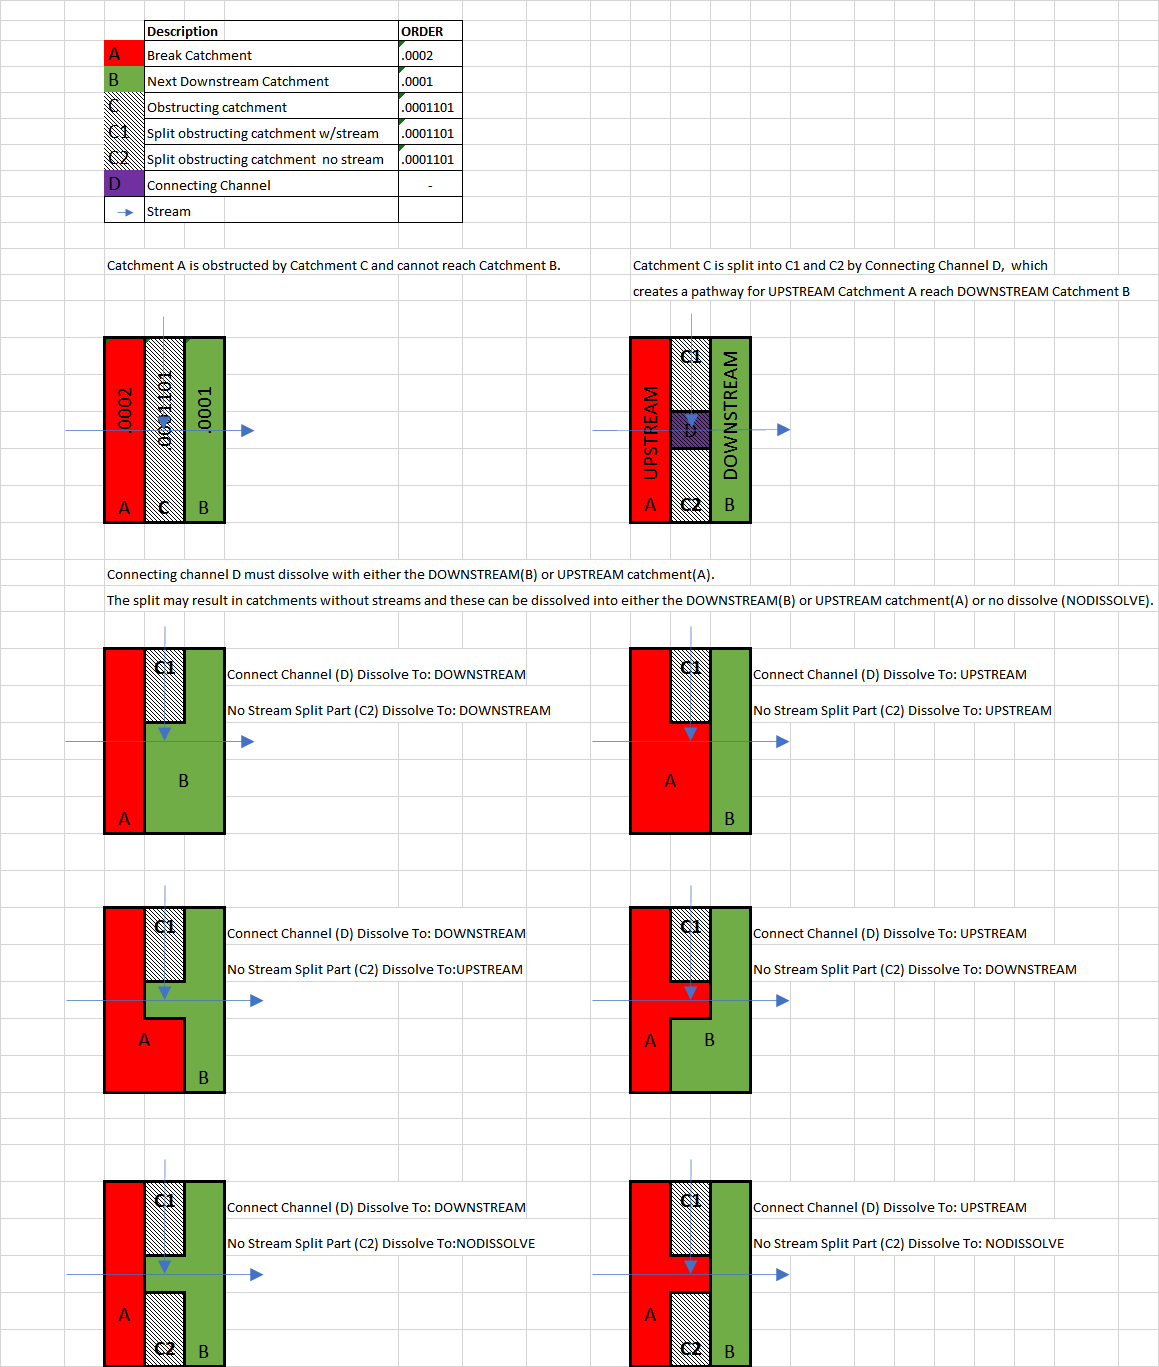 Description ORDER
A Break Catchment .0002
B Next Downstream Catchment .0001
C Obstructing catchment .0001101
C1 Split obstructing catchment w/stream .0001101
C2 Split obstructing catchment  no stream .0001101
D Connecting Channel -
Stream
Catchment A is obstructed by Catchment C and cannot reach Catchment B.
Catchment C is split into C1 and C2 by Connecting Channel D,  which
creates a pathway for UPSTREAM Catchment A reach DOWNSTREAM Catchment B
.0002 .0001101 .0001
A C B
C1
UPSTREAM D DOWNSTREAM
A C2 B
Connecting channel D must dissolve with either the DOWNSTREAM(B) or UPSTREAM catchment(A).
The split may result in catchments without streams and these can be dissolved into either the DOWNSTREAM(B) or UPSTREAM catchment(A) or no dissolve (NODISSOLVE).
C1
Connect Channel (D) Dissolve To: DOWNSTREAM
No Stream Split Part (C2) Dissolve To: DOWNSTREAM
B
A
C1
Connect Channel (D) Dissolve To: UPSTREAM
No Stream Split Part (C2) Dissolve To: UPSTREAM
A
B
C1
Connect Channel (D) Dissolve To: DOWNSTREAM
No Stream Split Part (C2) Dissolve To:UPSTREAM
A
B
C1
Connect Channel (D) Dissolve To: UPSTREAM
No Stream Split Part (C2) Dissolve To: DOWNSTREAM
A B
C1
Connect Channel (D) Dissolve To: DOWNSTREAM
No Stream Split Part (C2) Dissolve To:NODISSOLVE
A
C2 B
C1
Connect Channel (D) Dissolve To: UPSTREAM
No Stream Split Part (C2) Dissolve To: NODISSOLVE
A
C2 B